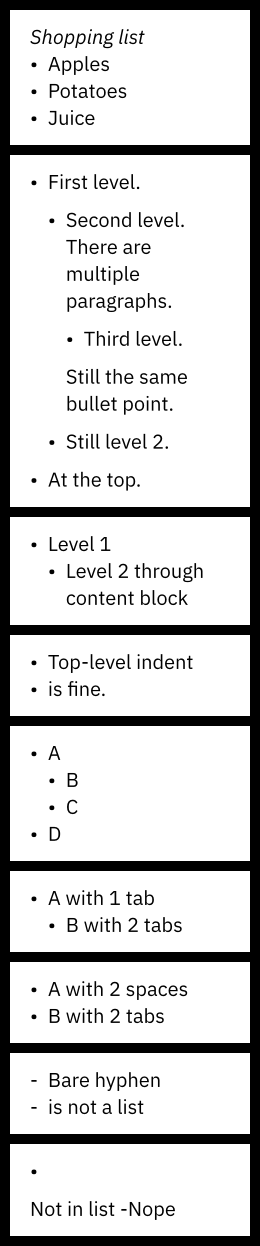 Shopping list
• Apples
• Potatoes
• Juice
• First level.
• Second level.
There are
multiple
paragraphs.
• Third level.
Still the same
bullet point.
• Still level 2.
• At the top.
• Level 1
• Level 2 through
content block
• Top-level indent
• is fine.
• A
• B
• C
• D
• A with 1 tab
• B with 2 tabs
• A with 2 spaces
• B with 2 tabs
- Bare hyphen
- is not a list
•
Not in list -Nope